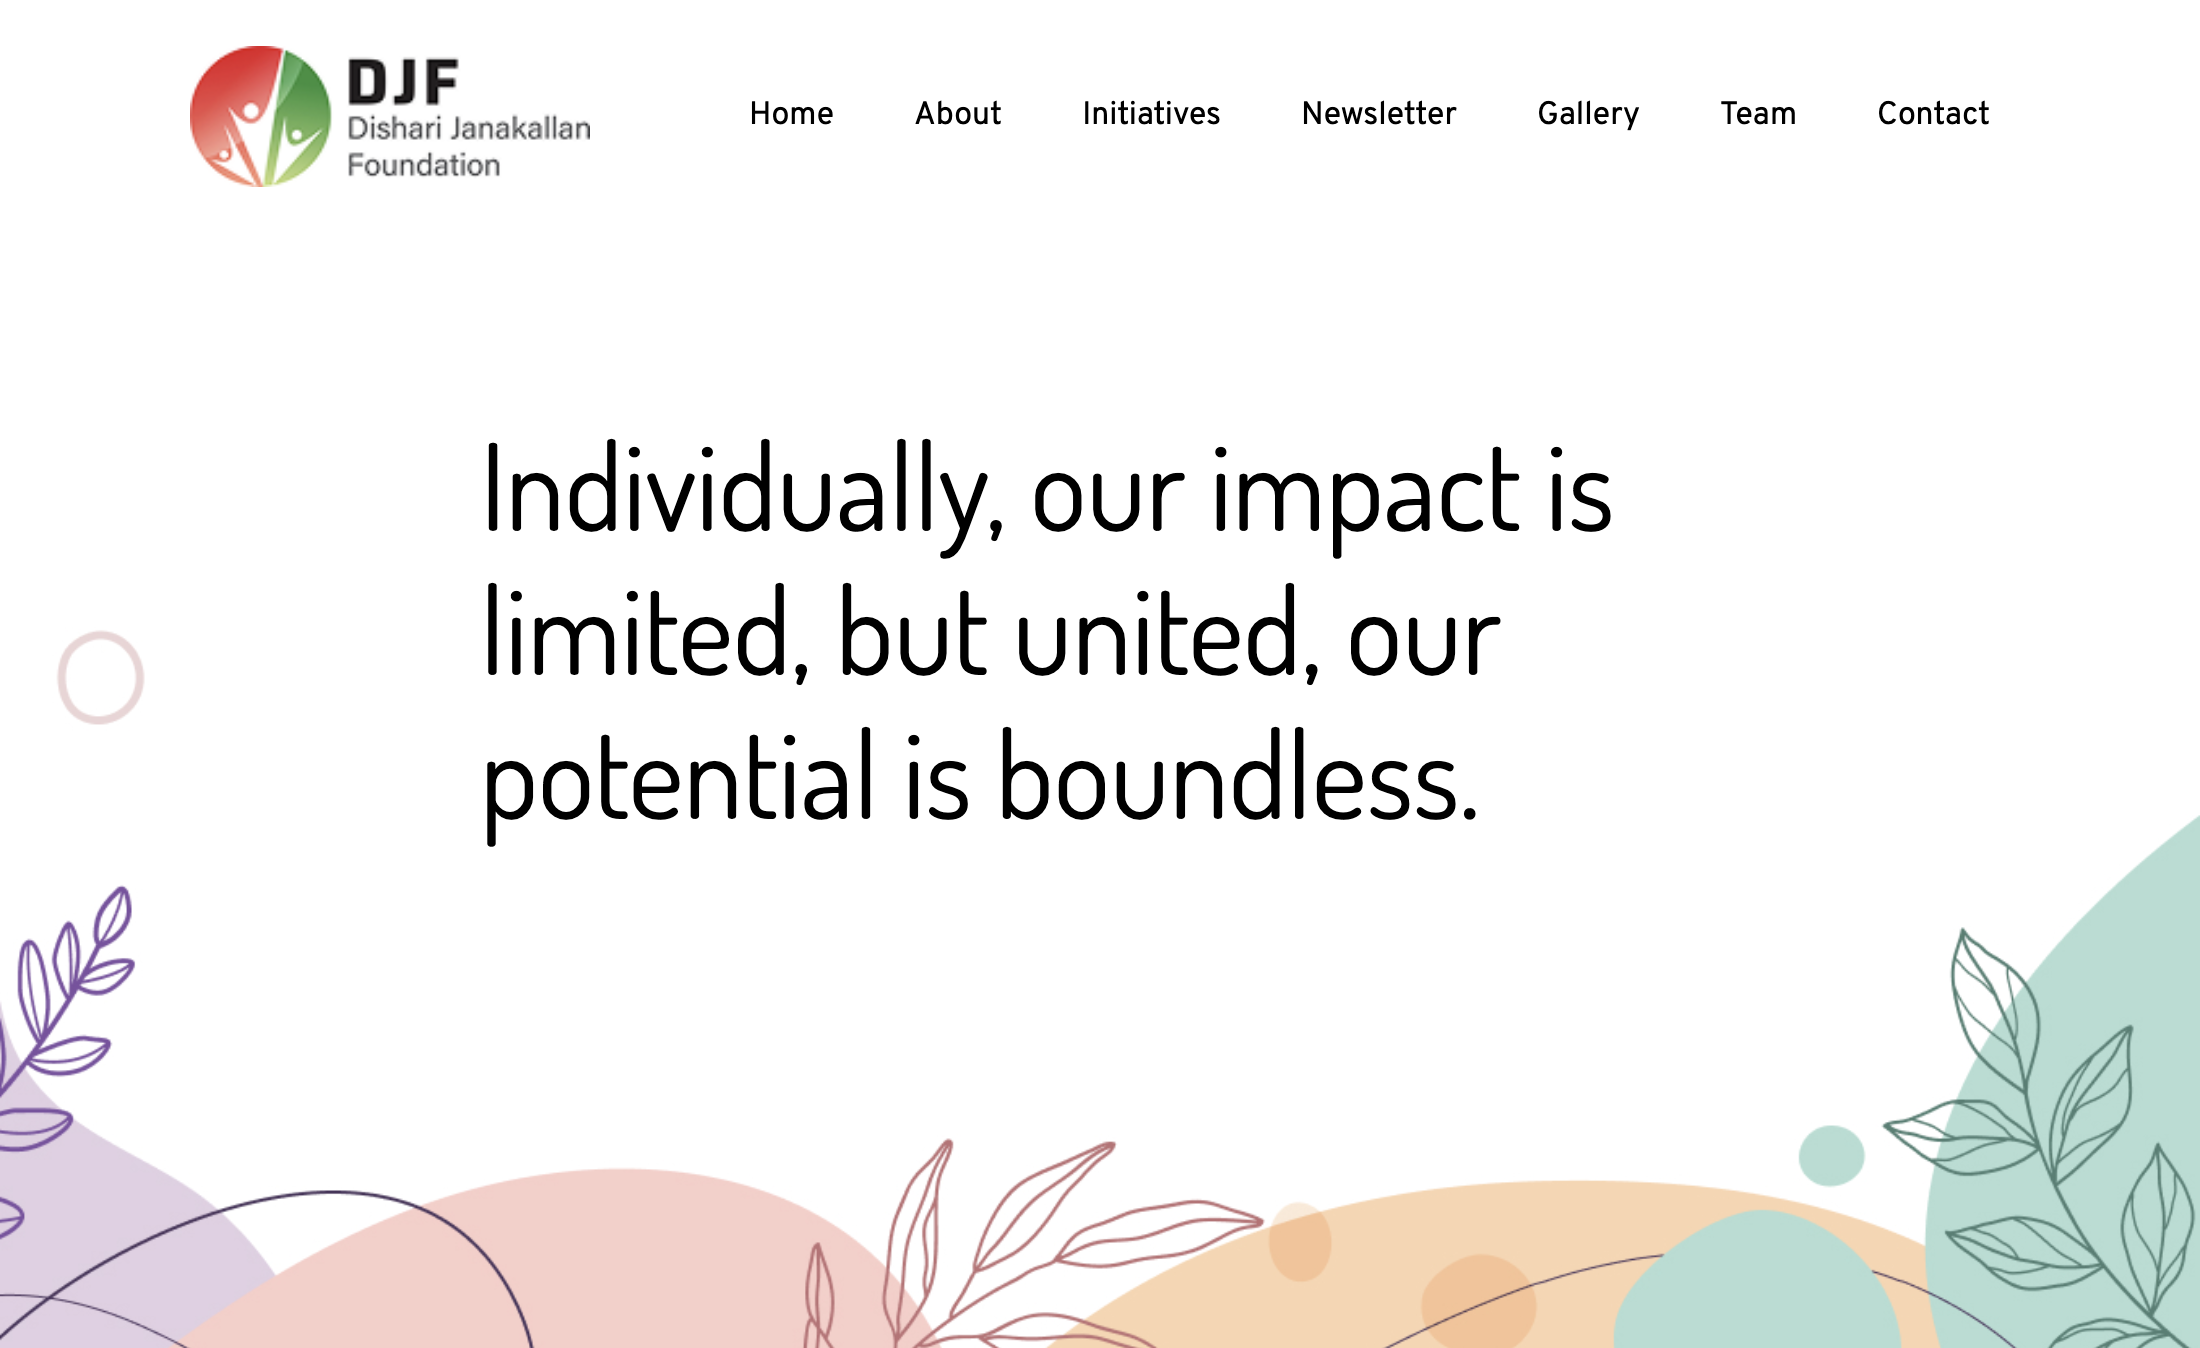 DJF
Dishari Janakallan
Foundation
Home About Initiatives Newsletter Gallery Team Contact
Individually, our impact is
limited, but united, our
potential is boundless.